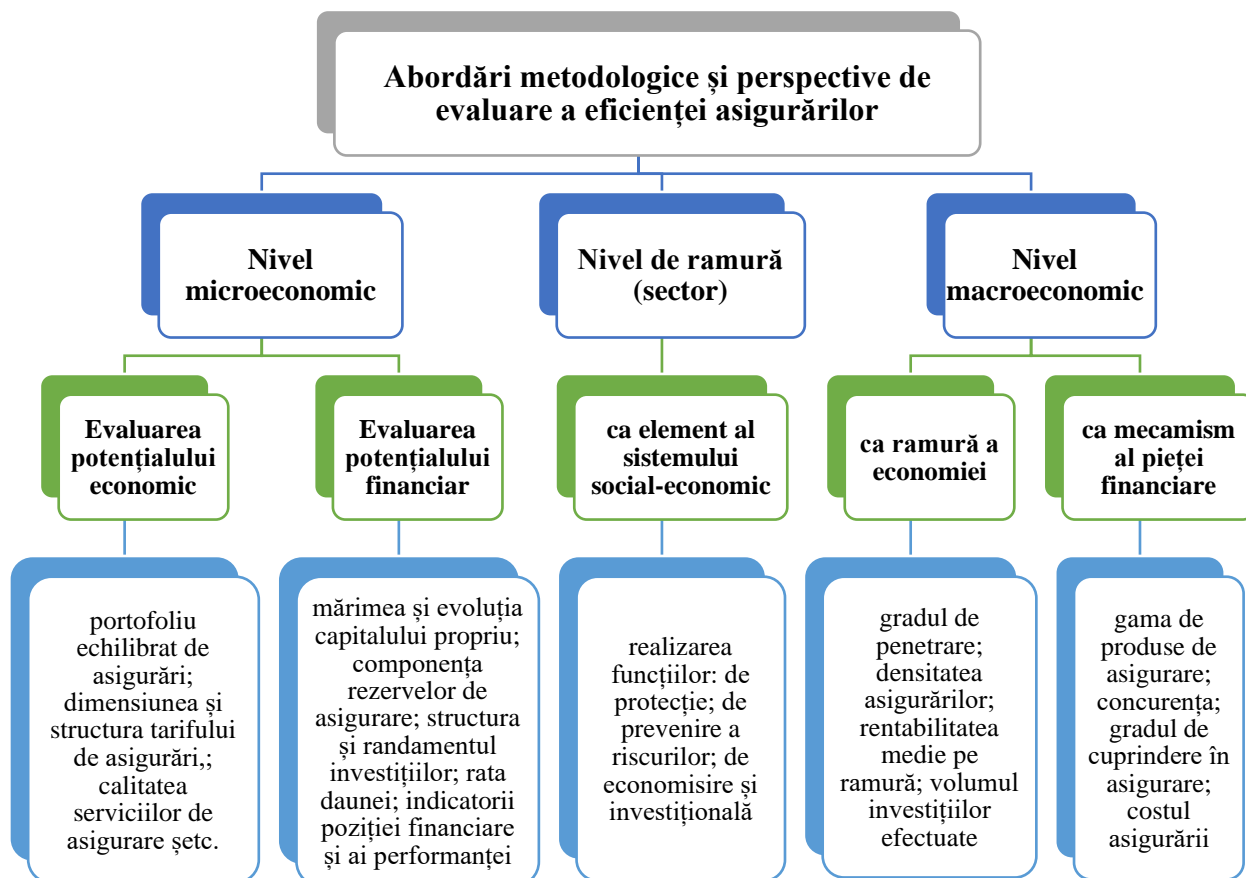 Abordări metodologice și perspective de
evaluare a eficienței asigurărilor
Nivel
microeconomic
Nivel de ramură
(sector)
Nivel
macroeconomic
Evaluarea
potențialului
economic
Evaluarea
potențialului
financiar
ca element al
sistemului
social-economic
ca ramură a
economiei
ca mecamism
al pieței
financiare
portofoliu
echilibrat de
asigurări;
dimensiunea și
structura tarifului
de asigurări,;
calitatea
serviciilor de
asigurare șetc.
mărimea și evoluția
capitalului propriu;
componența
rezervelor de
asigurare; structura
și randamentul
investițiilor; rata
daunei; indicatorii
poziției financiare
și ai performanței
realizarea
funcțiilor: de
protecție; de
prevenire a
riscurilor; de
economisire și
investițională
gradul de
penetrare;
densitatea
asigurărilor;
rentabilitatea
medie pe
ramură; volumul
investițiilor
efectuate
gama de
produse de
asigurare;
concurența;
gradul de
cuprindere în
asigurare;
costul
asigurării